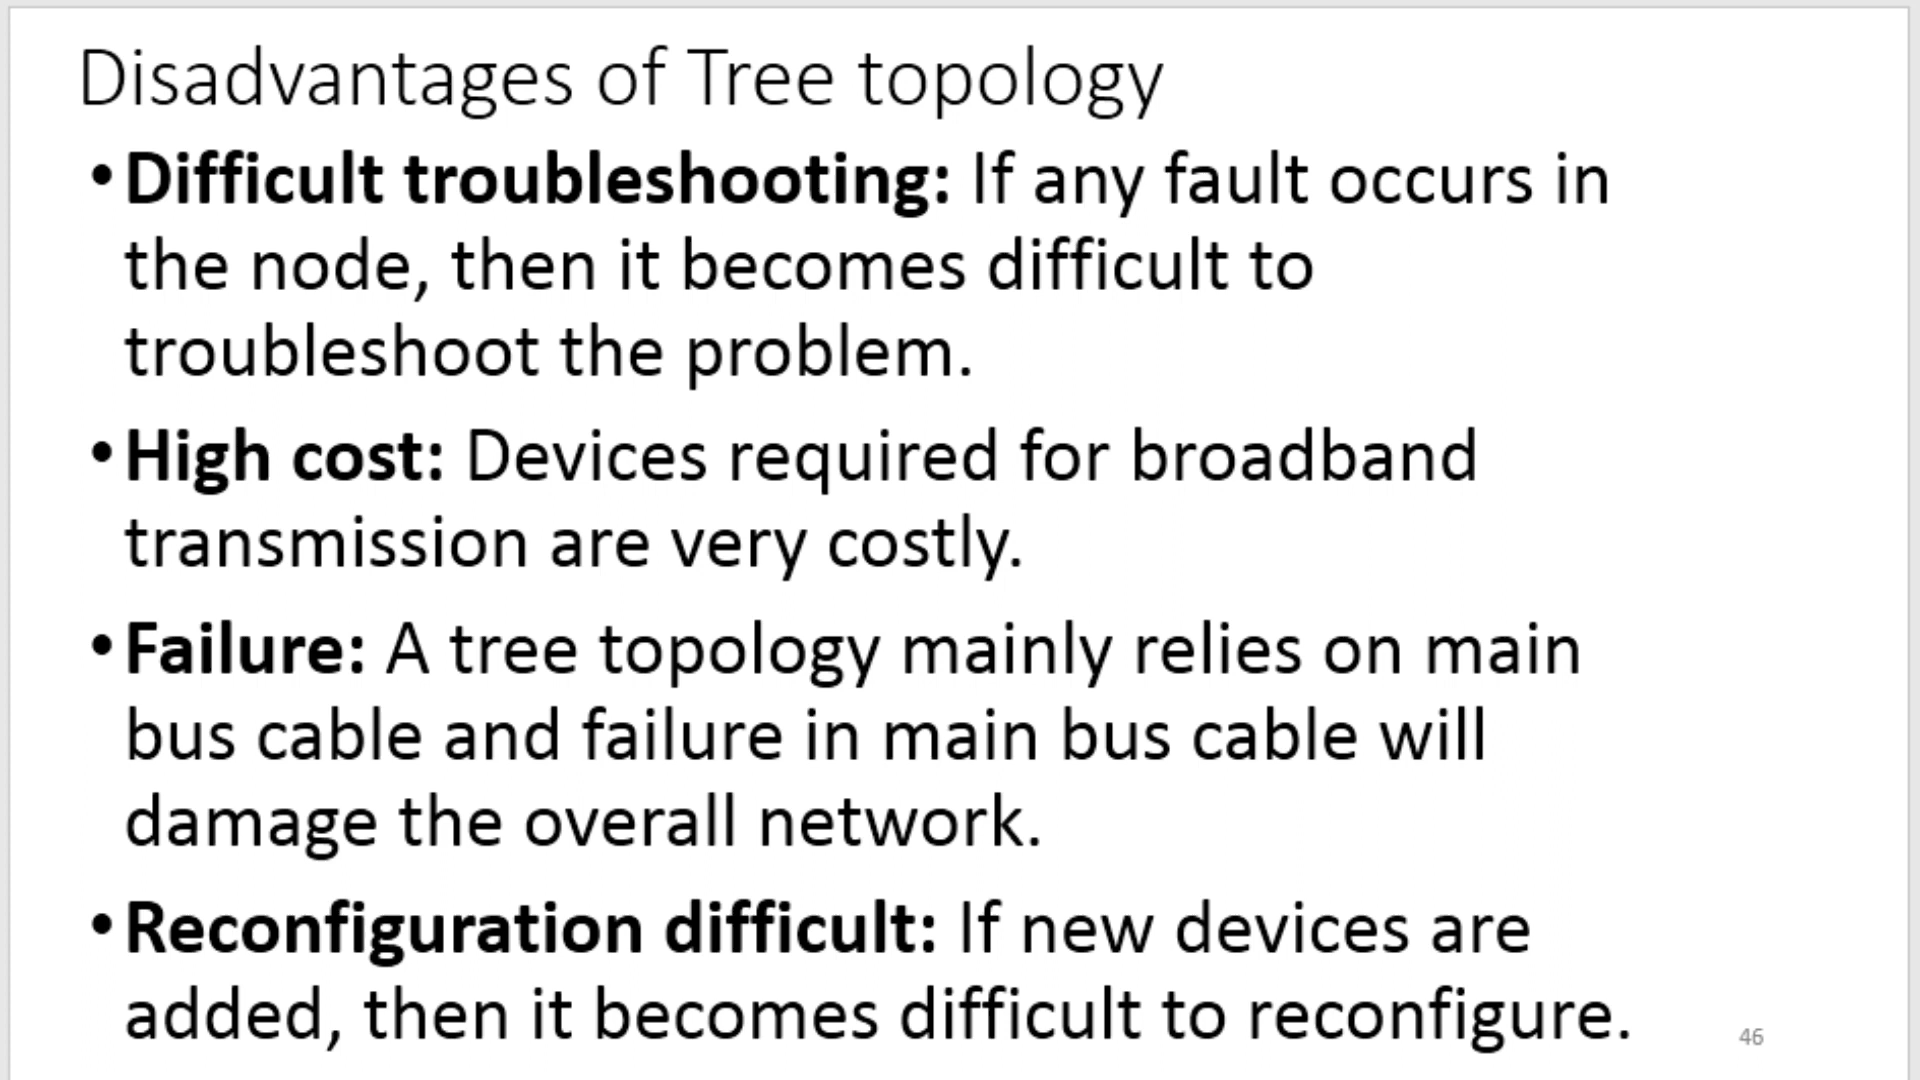 Disadvantages of Tree topology
• Difficult troubleshooting: If any fault occurs in
the node, then it becomes difficult to
troubleshoot the problem.
• High cost: Devices required for broadband
transmission are very costly.
• Failure: A tree topology mainly relies on main
bus cable and failure in main bus cable will
damage the overall network.
• Reconfiguration difficult: If new devices are
added, then it becomes difficult to reconfigure.
46